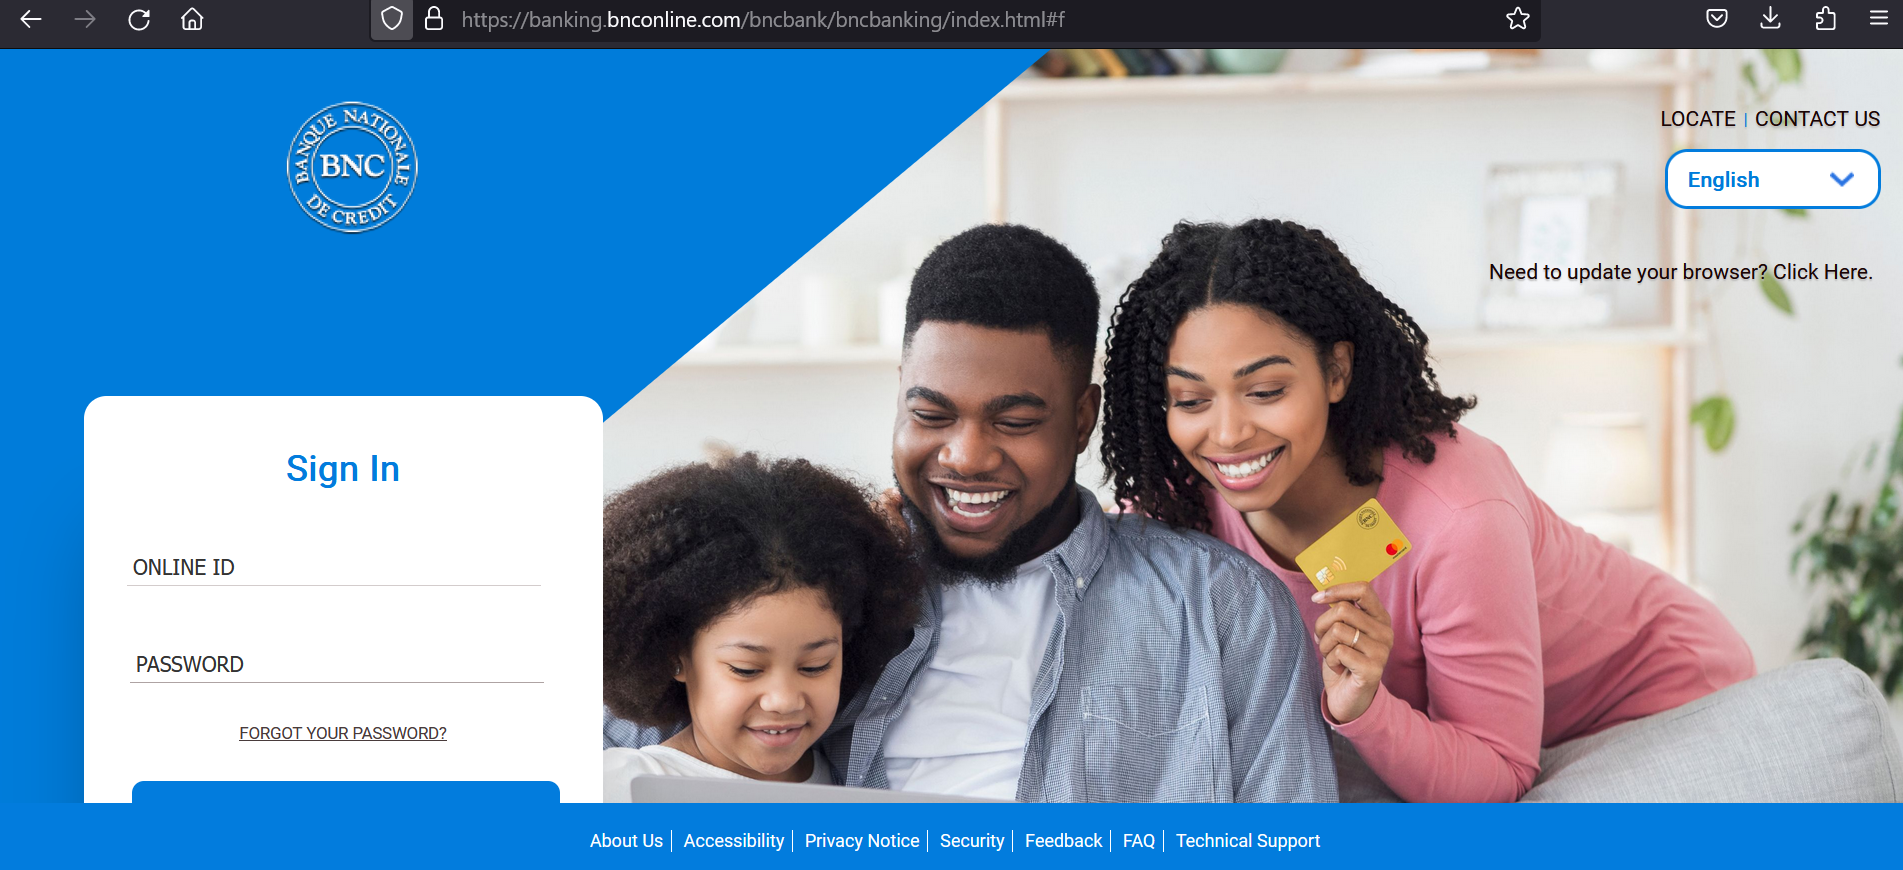 https://banking.bnconline.com/bncbank/bncbanking/index.html#f
BANQUE NATIONALE
BNC
DE CREDIT
LOCATE | CONTACT US
English
Need to update your browser? Click Here.
Sign In
ONLINE ID
PASSWORD
FORGOT YOUR PASSWORD?
About Us | Accessibility | Privacy Notice | Security | Feedback | FAQ | Technical Support